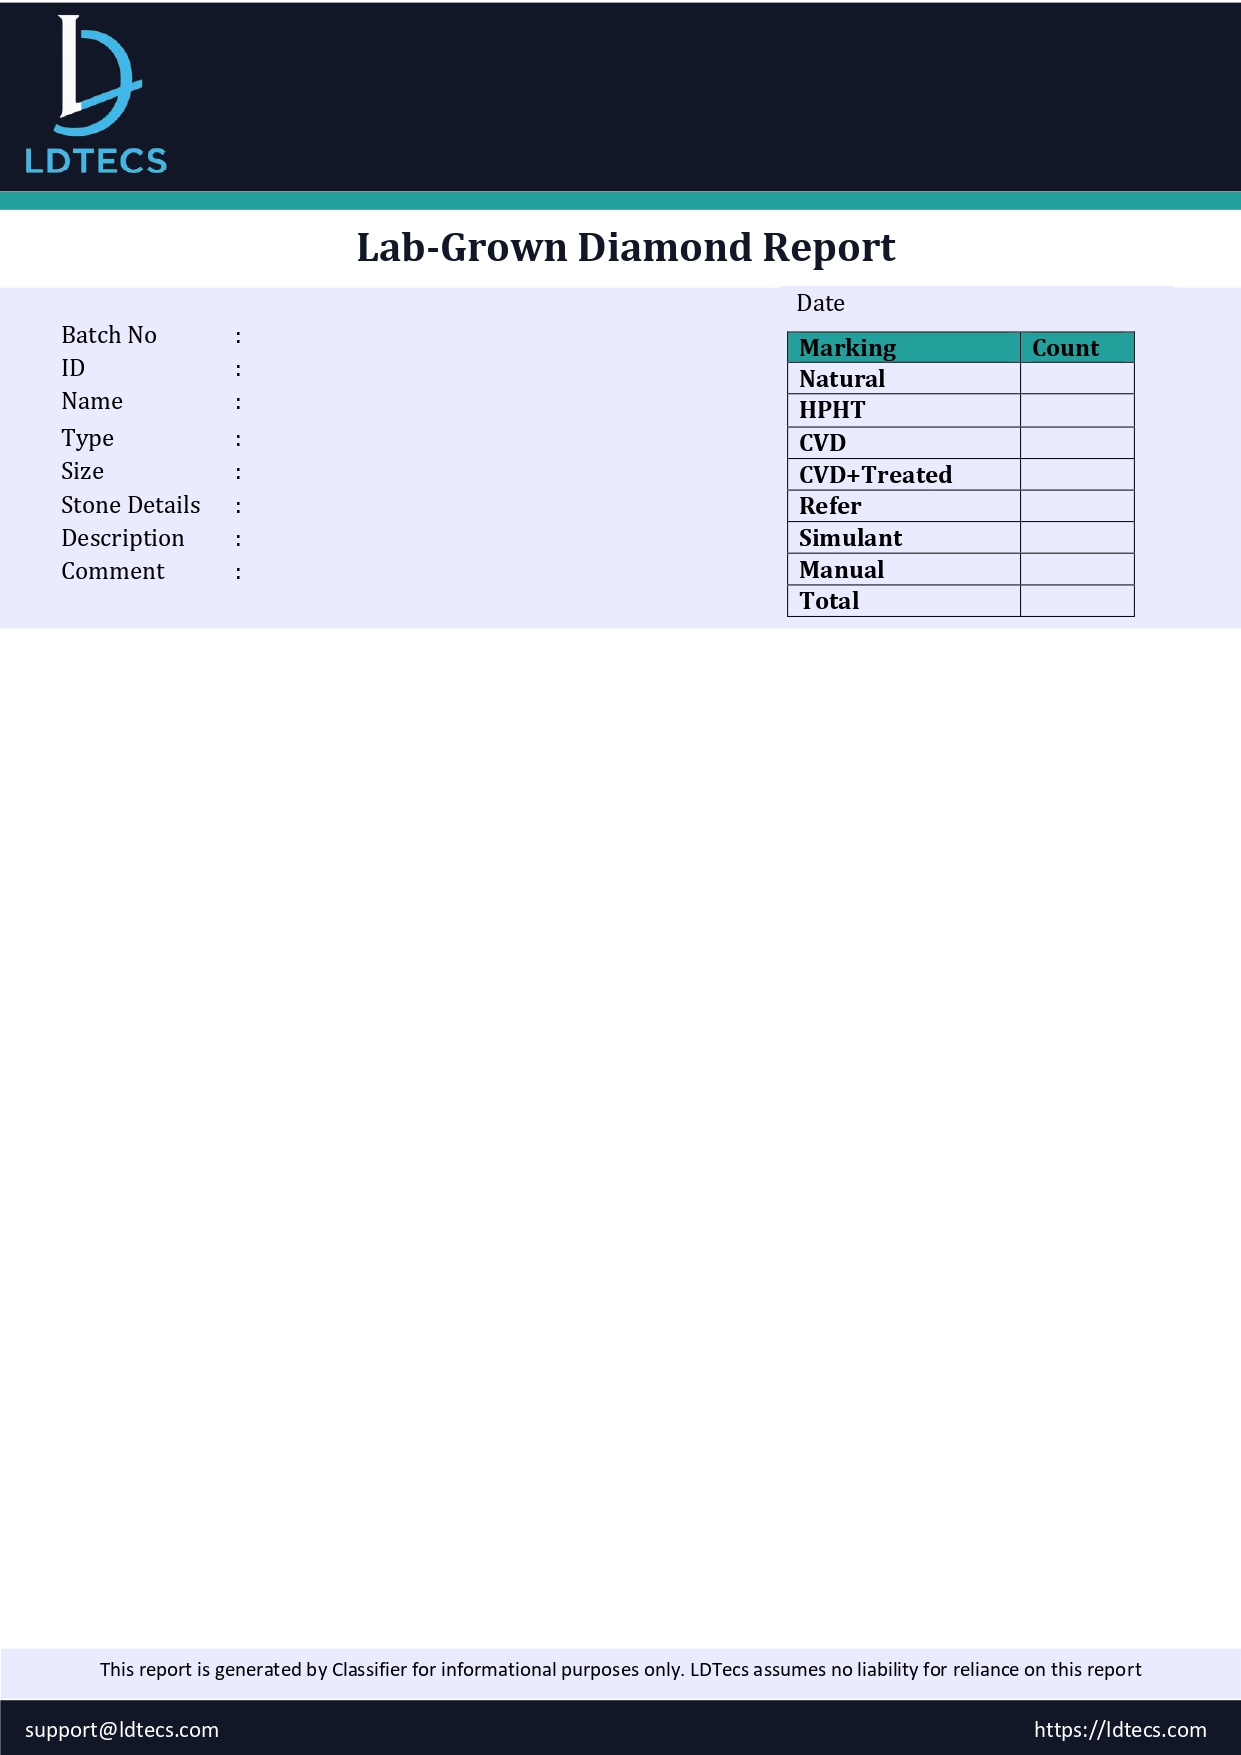 LDTECS
Lab-Grown Diamond Report
Date
Batch No :
ID :
Name :
Type :
Size :
Stone Details :
Description :
Comment :
Marking Count
Natural
HPHT
CVD
CVD+Treated
Refer
Simulant
Manual
Total
This report is generated by Classifier for informational purposes only. LDTecs assumes no liability for reliance on this report
support@ldtecs.com
https://ldtecs.com